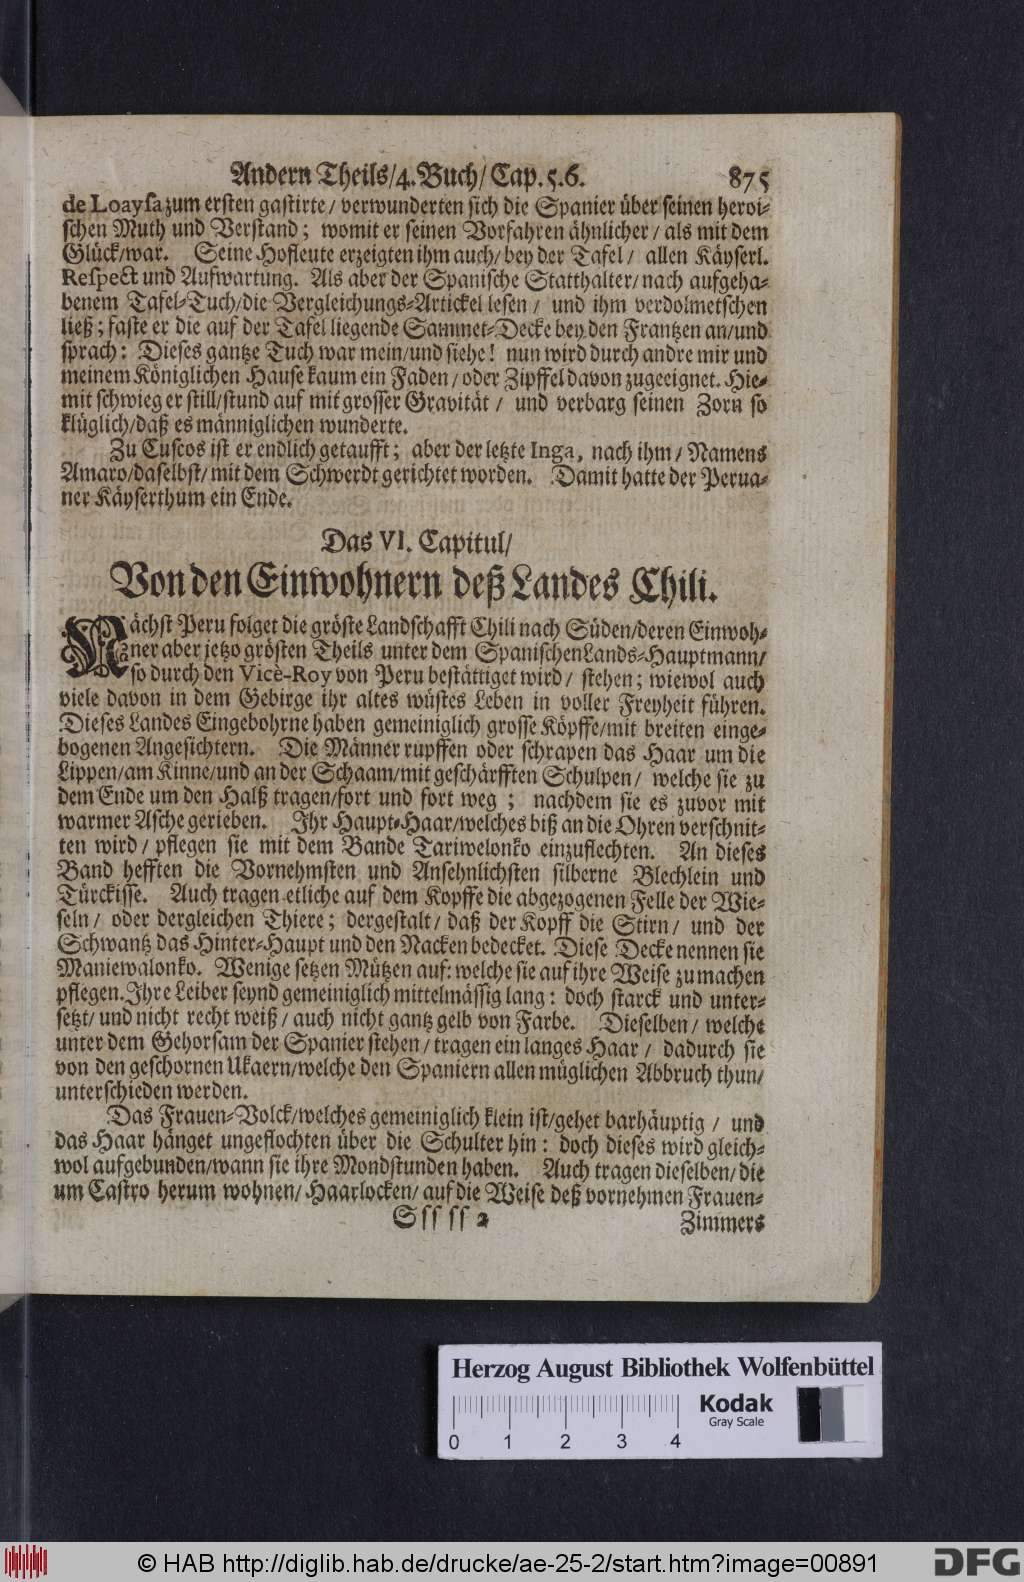 Andern Theils/4. Buch/ Cap. 5. 6. 875
de Loaysa zum ersten gastirte/ verwunderten sich die Spanier über seinen heroi-
schen Muth und Verstand; womit er seinen Vorfahren ähnlicher/ als mit dem
Glück/war. Seine Hofleute erzeigten ihm auch/ bey der Tafel/ allen Käyserl.
Respect und Aufwartung. Als aber der Spanische Statthalter/ nach aufgeha-
benem Tafel-Tuch/die Vergleichungs-Artickel lesen/ und ihm verdolmetschen
ließ; faste er die auf der Tafel liegende Sammet-Decke bey den Frantzen an/und
sprach: Dieses gantze Tuch war mein/und siehe! nun wird durch andre mir und
meinem Königlichen Hause kaum ein Faden/ oder Zipffel davon zugeeignet. Hie-
mit schwieg er still/stund auf mit grosser Gravität/ und verbarg seinen Zorn so
klüglich/daß es männiglichen wunderte.
Zu Cuscos ist er endlich getaufft; aber der letzte Inga, nach ihm/ Namens
Amaro/daselbst/ mit dem Schwerdt gerichtet worden. Damit hatte der Perua-
ner Käyserthum ein Ende.
Das VI. Capitul/
Von den Einwohnern deß Landes Chili.
Nächst Peru folget die gröste Landschafft Chili nach Süden/deren Einwoh-
ner aber jetzo grösten Theils unter dem Spanischen Lands-Hauptmann/
so durch den Vicè-Roy von Peru bestättiget wird/ stehen; wiewol auch
viele davon in dem Gebirge ihr altes wüstes Leben in voller Freyheit führen.
Dieses Landes Eingebohrne haben gemeiniglich grosse Köpffe/mit breiten einge-
bogenen Angesichtern. Die Männer rupffen oder schrapen das Haar um die
Lippen/am Kinne/und an der Schaam/mit geschärfften Schulpen/ welche sie zu
dem Ende um den Halß tragen/fort und fort weg; nachdem sie es zuvor mit
warmer Asche gerieben. Ihr Haupt-Haar/welches biß an die Ohren verschnit-
ten wird/ pflegen sie mit dem Bande Tariwelonko einzuflechten. An dieses
Band hefften die Vornehmsten und Ansehnlichsten silberne Blechlein und
Türckisse. Auch tragen etliche auf dem Kopffe die abgezogenen Felle der Wie-
seln/ oder dergleichen Thiere; dergestalt/ daß der Kopff die Stirn/ und der
Schwantz das Hinter-Haupt und den Nacken bedecket. Diese Decke nennen sie
Maniewalonko. Wenige setzen Mützen auf: welche sie auf ihre Weise zu machen
pflegen. Ihre Leiber seynd gemeiniglich mittelmässig lang: doch starck und unter-
setzt/ und nicht recht weiß/ auch nicht gantz gelb von Farbe. Dieselben/ welche
unter dem Gehorsam der Spanier stehen/ tragen ein langes Haar/ dadurch sie
von den geschornen Ukaern/welche den Spaniern allen müglichen Abbruch thun/
unterschieden werden.
Das Frauen-Volck/welches gemeiniglich klein ist/gehet barhäuptig/ und
das Haar hänget ungeflochten über die Schulter hin: doch dieses wird gleich-
wol aufgebunden/wann sie ihre Mondstunden haben. Auch tragen dieselben/ die
um Castro herum wohnen/ Haarlocken/ auf die Weise deß vornehmen Frauen-
Sss ss 2 Zimmers
Herzog August Bibliothek Wolfenbüttel
Kodak
Gray Scale
0 1 2 3 4
© HAB http://diglib.hab.de/drucke/ae-25-2/start.htm?image=00891
DFG